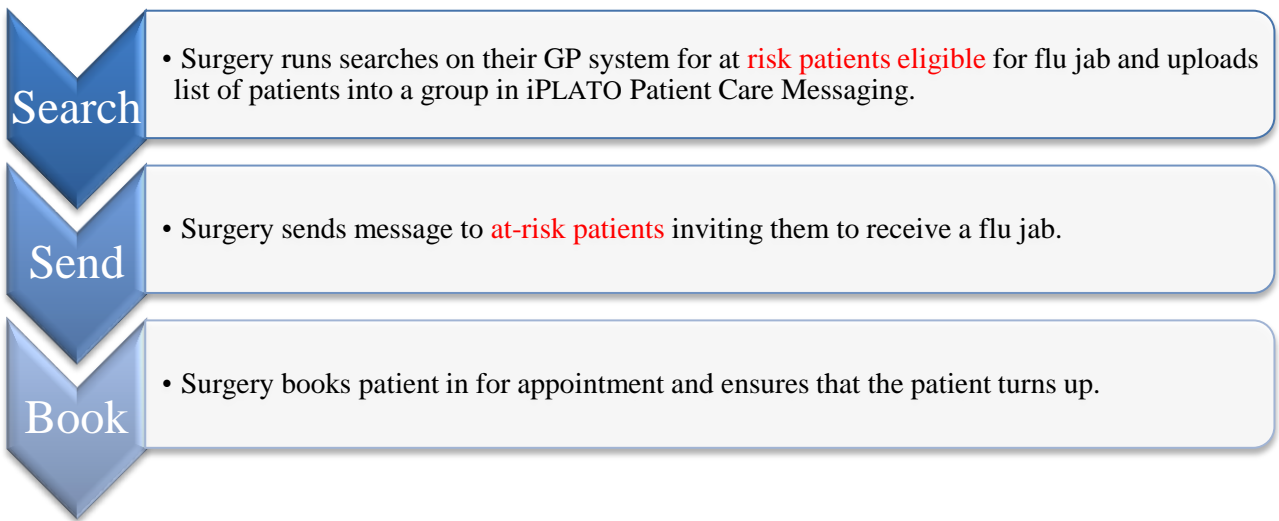 Search
• Surgery runs searches on their GP system for at risk patients eligible for flu jab and uploads
list of patients into a group in iPLATO Patient Care Messaging.
Send
• Surgery sends message to at-risk patients inviting them to receive a flu jab.
Book
• Surgery books patient in for appointment and ensures that the patient turns up.